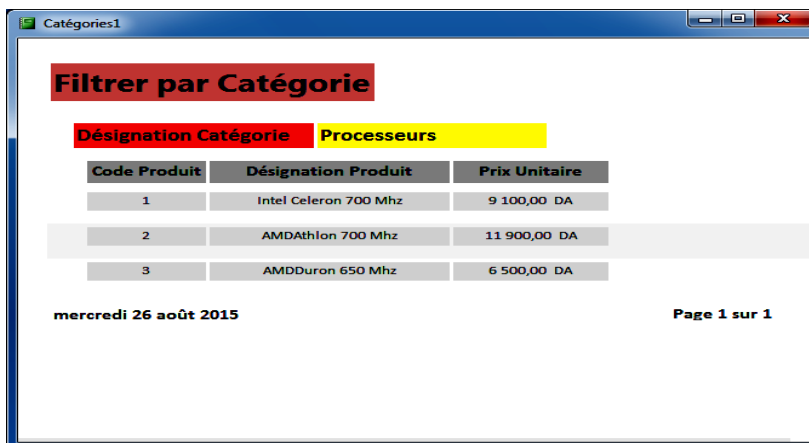 Catégories1
Filtrer par Catégorie
Désignation Catégorie Processeurs
Code Produit Désignation Produit Prix Unitaire
1 Intel Celeron 700 Mhz 9 100,00 DA
2 AMDAthlon 700 Mhz 11 900,00 DA
3 AMDDuron 650 Mhz 6 500,00 DA
mercredi 26 août 2015 Page 1 sur 1